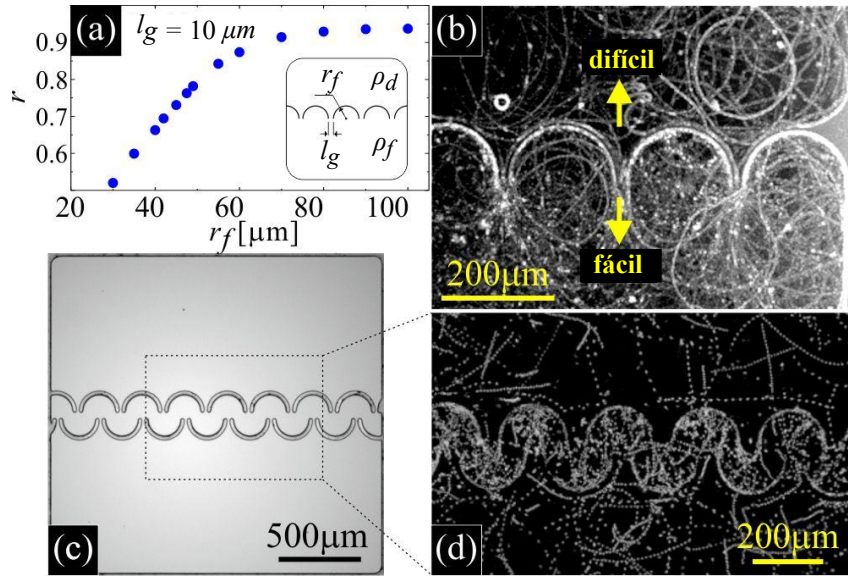 (a)
l_g = 10 μm
0.9
0.8
0.7
0.6
r
20
40
60
80
100
r_f [μm]
r_f
ρ_d
l_g
ρ_f
(b)
difícil
fácil
200μm
(c)
500μm
(d)
200μm